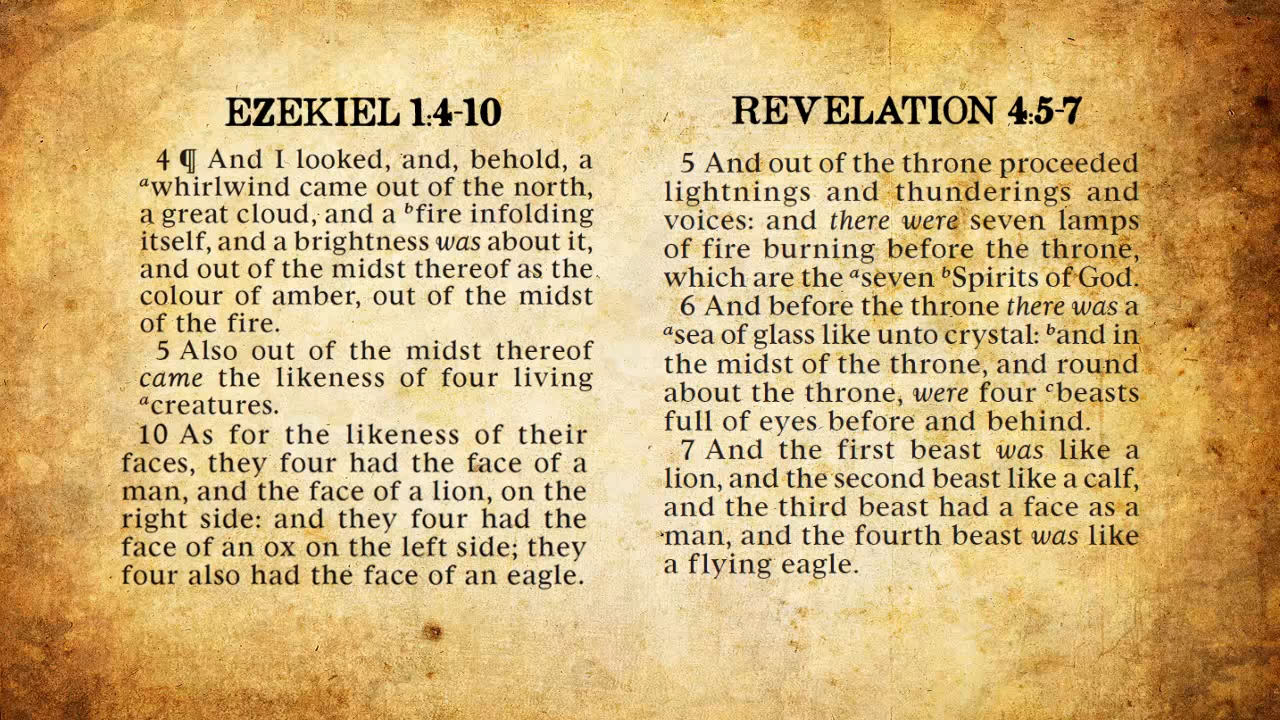 EZEKIEL 1:4-10
4 ¶ And I looked, and, behold, a
ᵃwhirlwind came out of the north,
a great cloud, and a ᵇfire infolding
itself, and a brightness was about it,
and out of the midst thereof as the
colour of amber, out of the midst
of the fire.
5 Also out of the midst thereof
came the likeness of four living
ᵃcreatures.
10 As for the likeness of their
faces, they four had the face of a
man, and the face of a lion, on the
right side: and they four had the
face of an ox on the left side; they
four also had the face of an eagle.
REVELATION 4:5-7
5 And out of the throne proceeded
lightnings and thunderings and
voices: and there were seven lamps
of fire burning before the throne,
which are the ᵃseven ᵇSpirits of God.
6 And before the throne there was a
ᵃsea of glass like unto crystal: ᵇand in
the midst of the throne, and round
about the throne, were four ᶜbeasts
full of eyes before and behind.
7 And the first beast was like a
lion, and the second beast like a calf,
and the third beast had a face as a
man, and the fourth beast was like
a flying eagle.